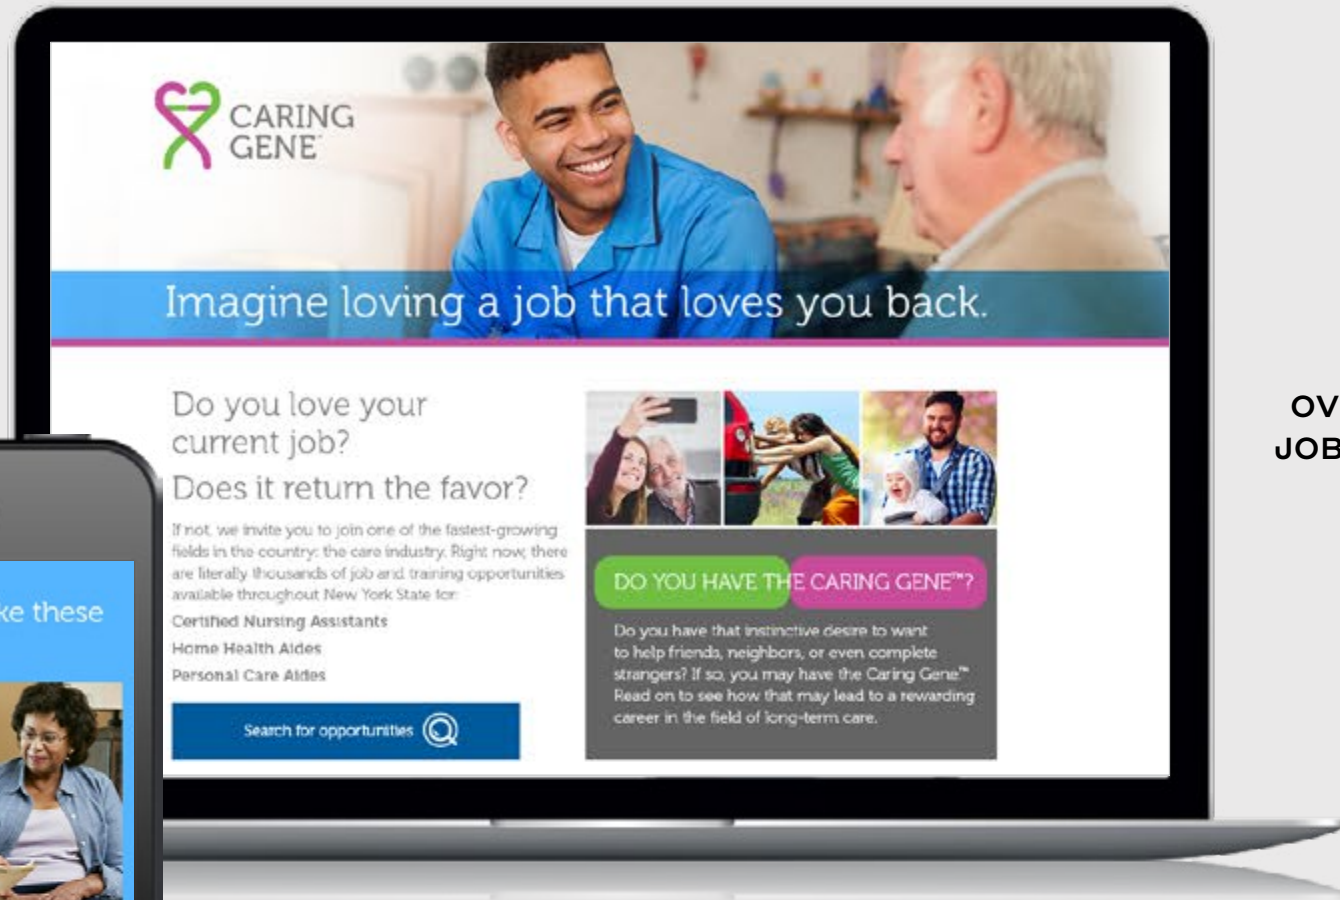 CARING
GENE™
Imagine loving a job that loves you back.
Do you love your
current job?
Does it return the favor?
If not, we invite you to join one of the fastest-growing
fields in the country: the care industry. Right now, there
are literally thousands of job and training opportunities
available throughout New York State for:
Certified Nursing Assistants
Home Health Aides
Personal Care Aides
Search for opportunities
DO YOU HAVE THE CARING GENE™?
Do you have that instinctive desire to want
to help friends, neighbors, or even complete
strangers? If so, you may have the Caring Gene.™
Read on to see how that may lead to a rewarding
career in the field of long-term care.
these
OV
JOB